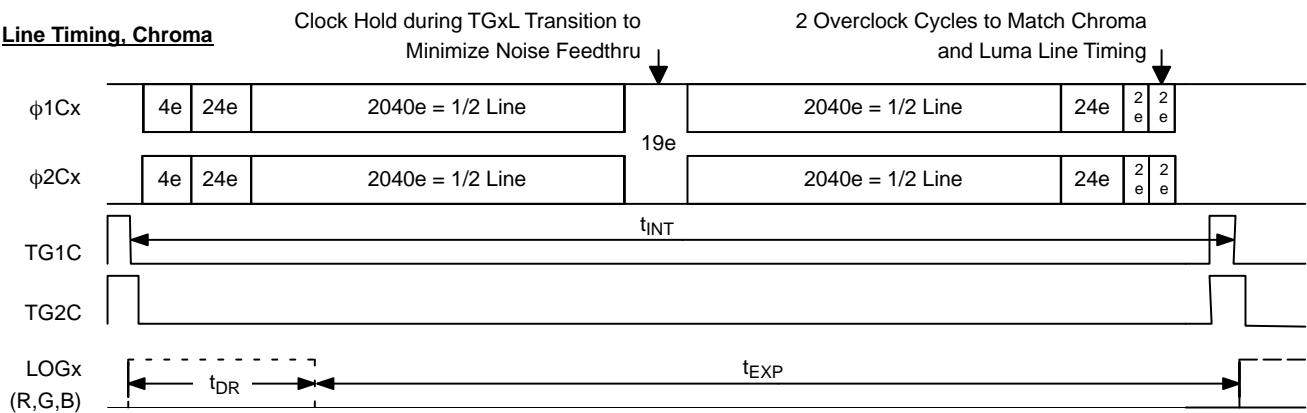 Line Timing, Chroma
Clock Hold during TGxL Transition to
Minimize Noise Feedthru
2 Overclock Cycles to Match Chroma
and Luma Line Timing
ϕ1Cx
4e
24e
2040e = 1/2 Line
2040e = 1/2 Line
24e
2
e
2
e
19e
ϕ2Cx
4e
24e
2040e = 1/2 Line
2040e = 1/2 Line
24e
2
e
2
e
tINT
TG1C
TG2C
LOGx
(R,G,B)
tDR
tEXP